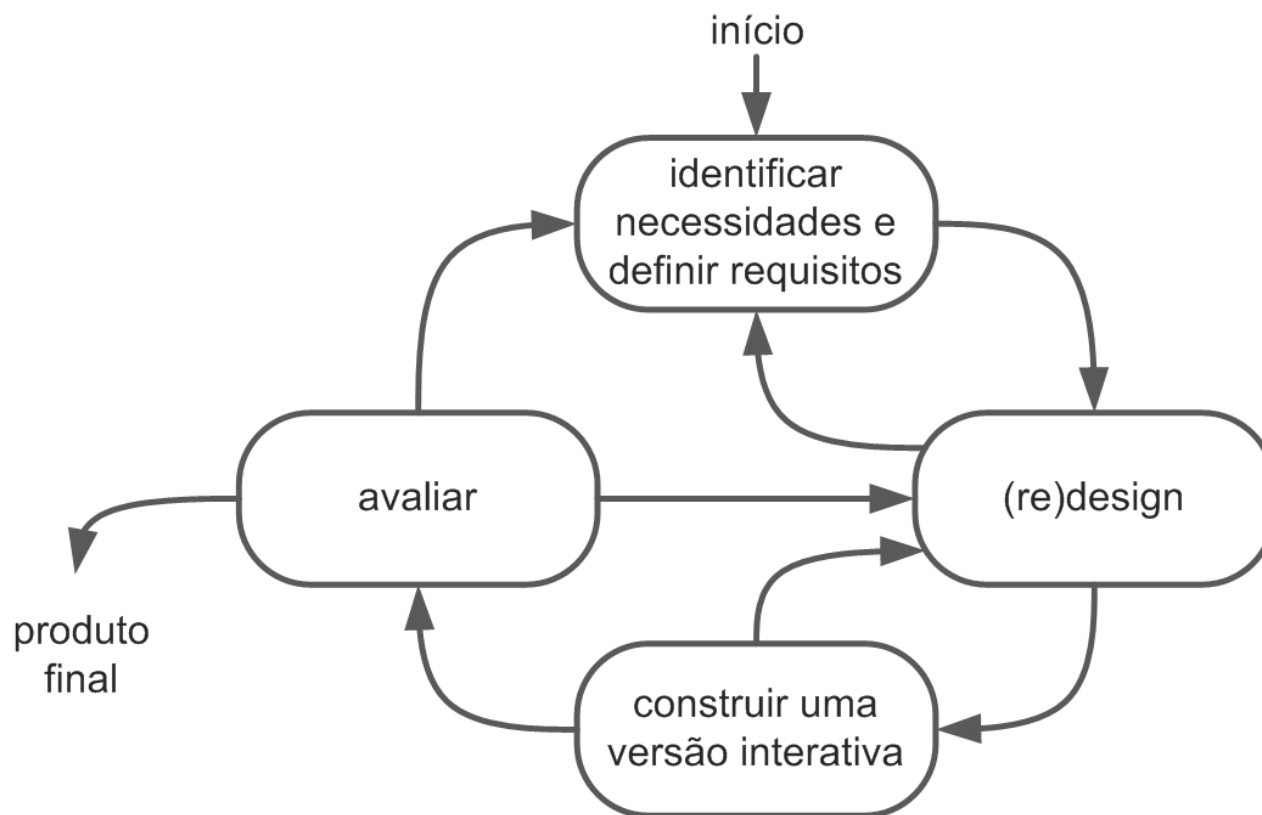 início
identificar
necessidades e
definir requisitos
avaliar
(re)design
produto
final
construir uma
versão interativa